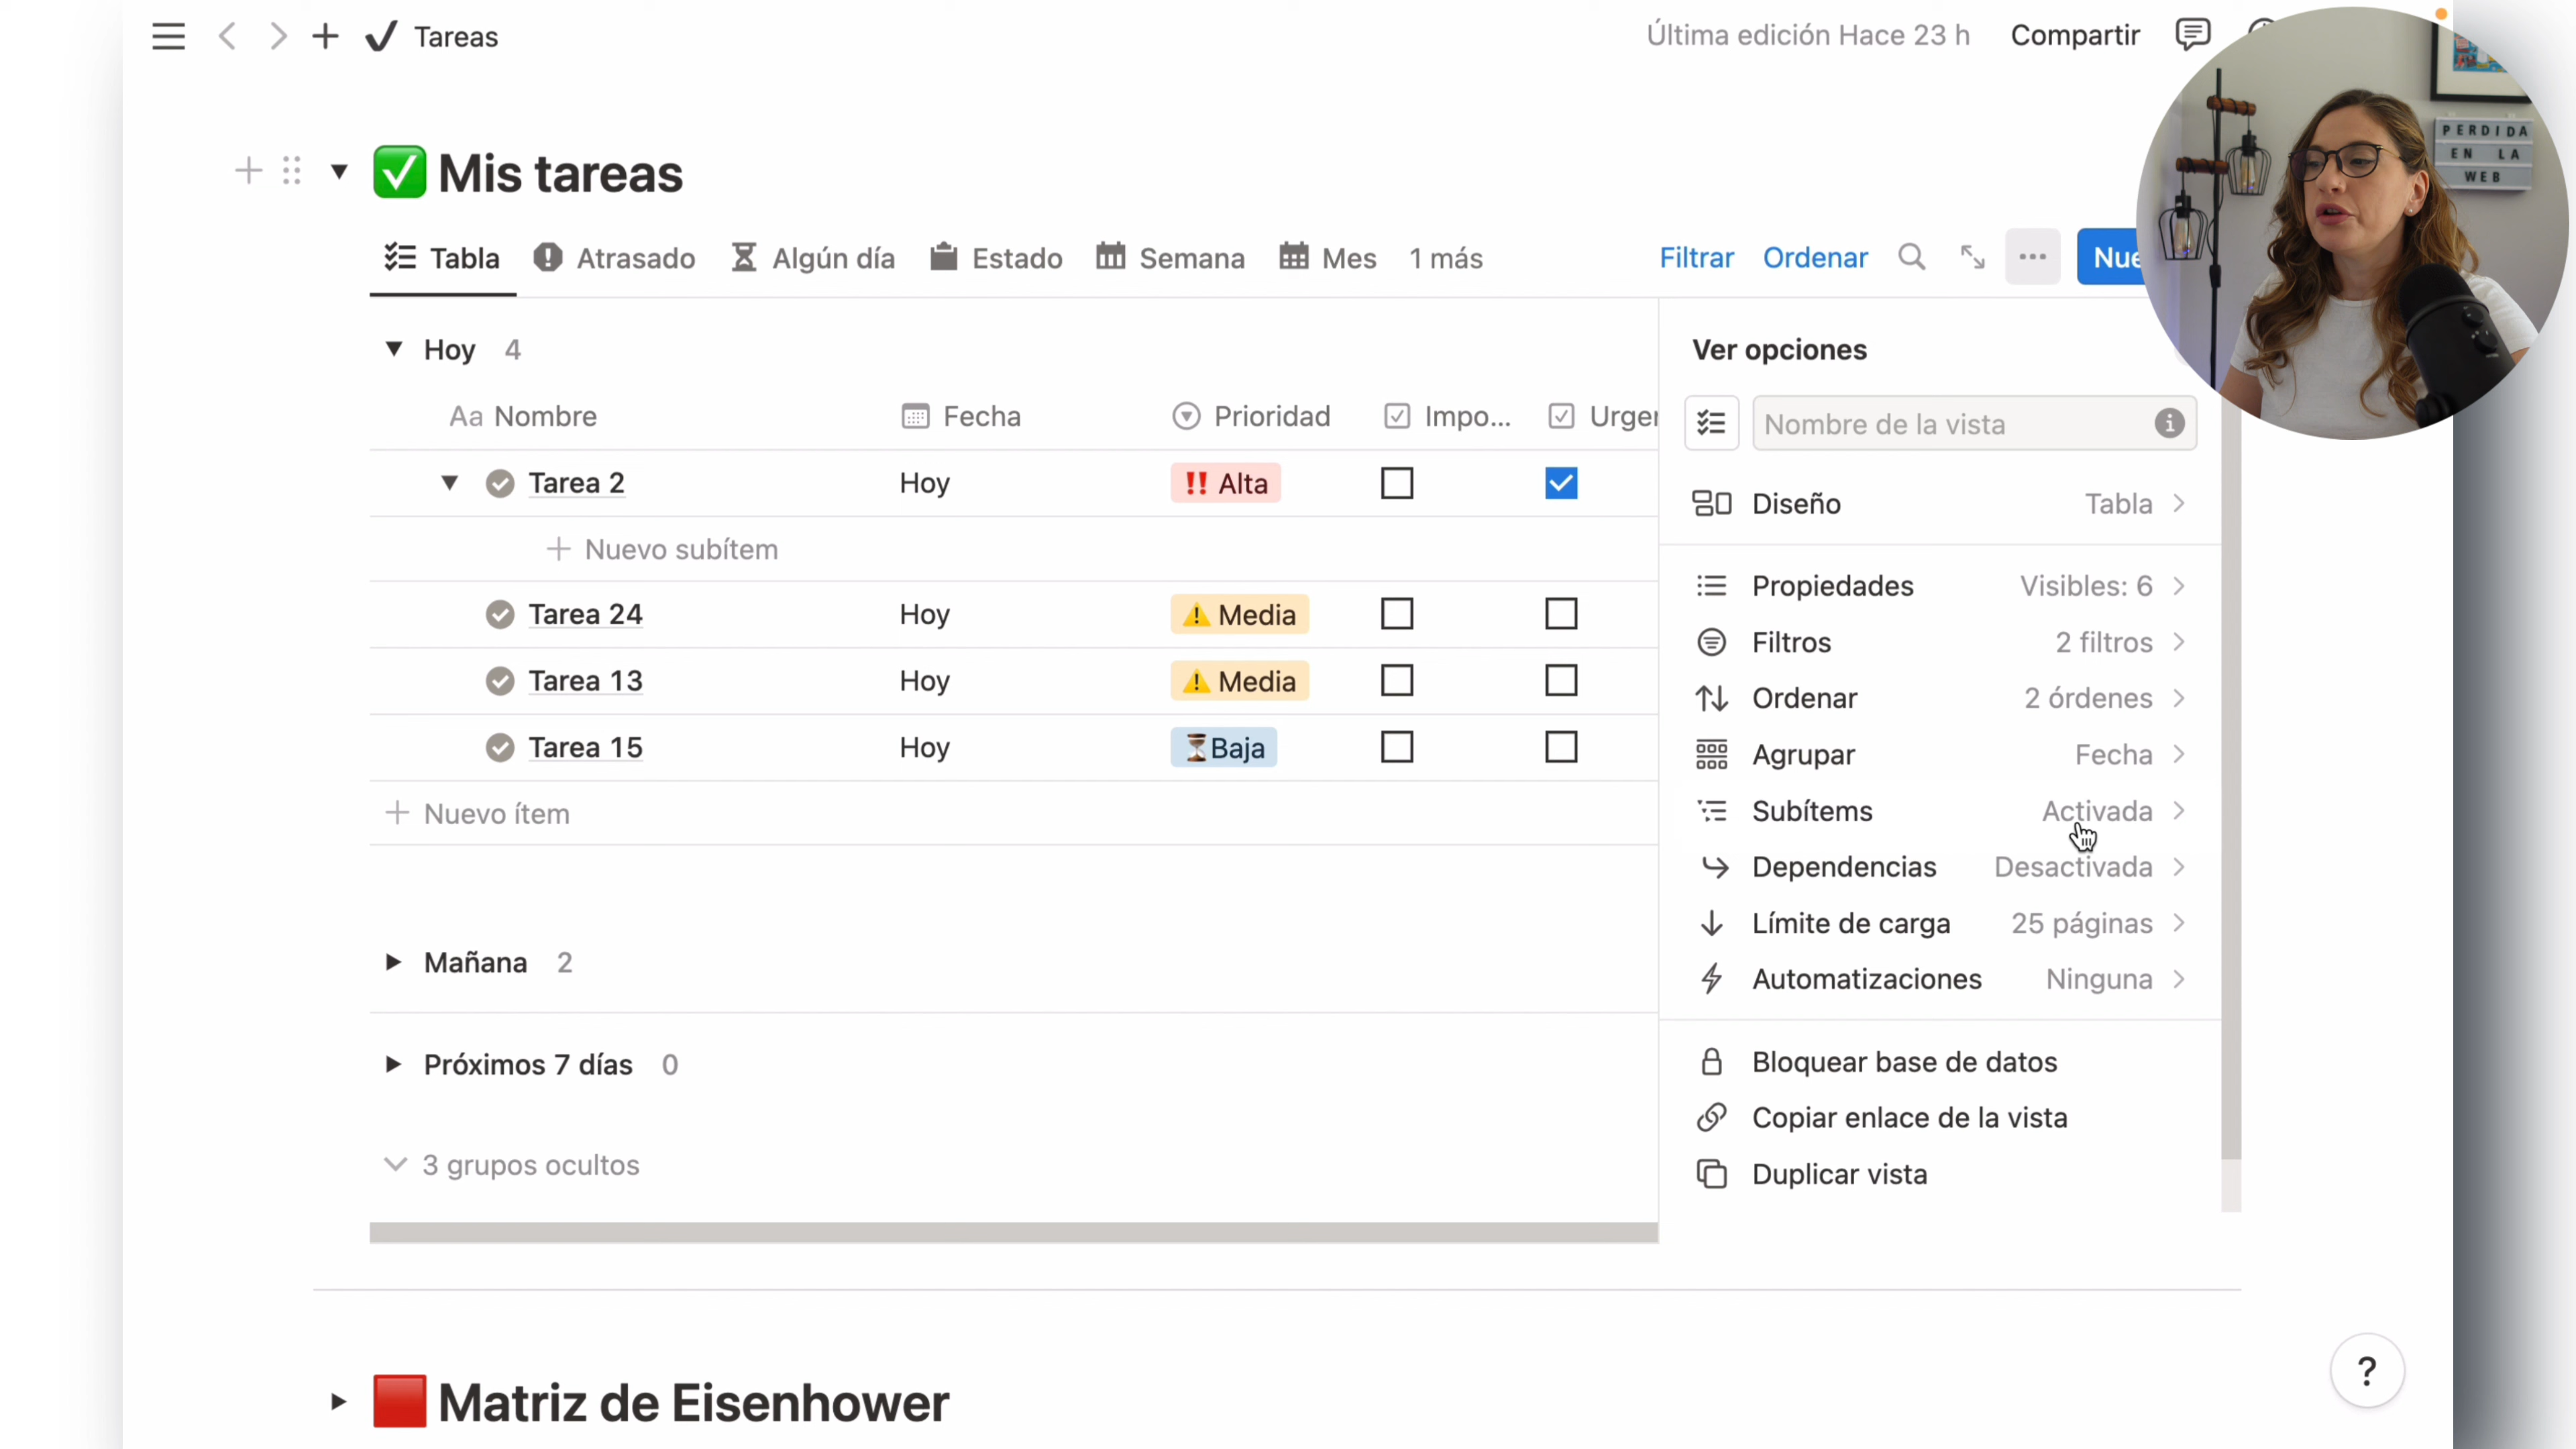 Tareas
Última edición Hace 23 h
Compartir
PERDIDA
EN LA
WEB
Mis tareas
Tabla
Atrasado
Algún día
Estado
Semana
Mes
1 más
Filtrar
Ordenar
Hoy 4
Aa Nombre
Fecha
Prioridad
Impo...
Tarea 2
Hoy
!! Alta
Nuevo subítem
Tarea 24
Hoy
Media
Tarea 13
Hoy
Media
Tarea 15
Hoy
Baja
Nuevo ítem
Mañana 2
Próximos 7 días 0
3 grupos ocultos
Ver opciones
Nombre de la vista
Diseño Tabla
Propiedades Visibles: 6
Filtros 2 filtros
Ordenar 2 órdenes
Agrupar Fecha
Subítems Activada
Dependencias Desactivada
Límite de carga 25 páginas
Automatizaciones Ninguna
Bloquear base de datos
Copiar enlace de la vista
Duplicar vista
Matriz de Eisenhower
?